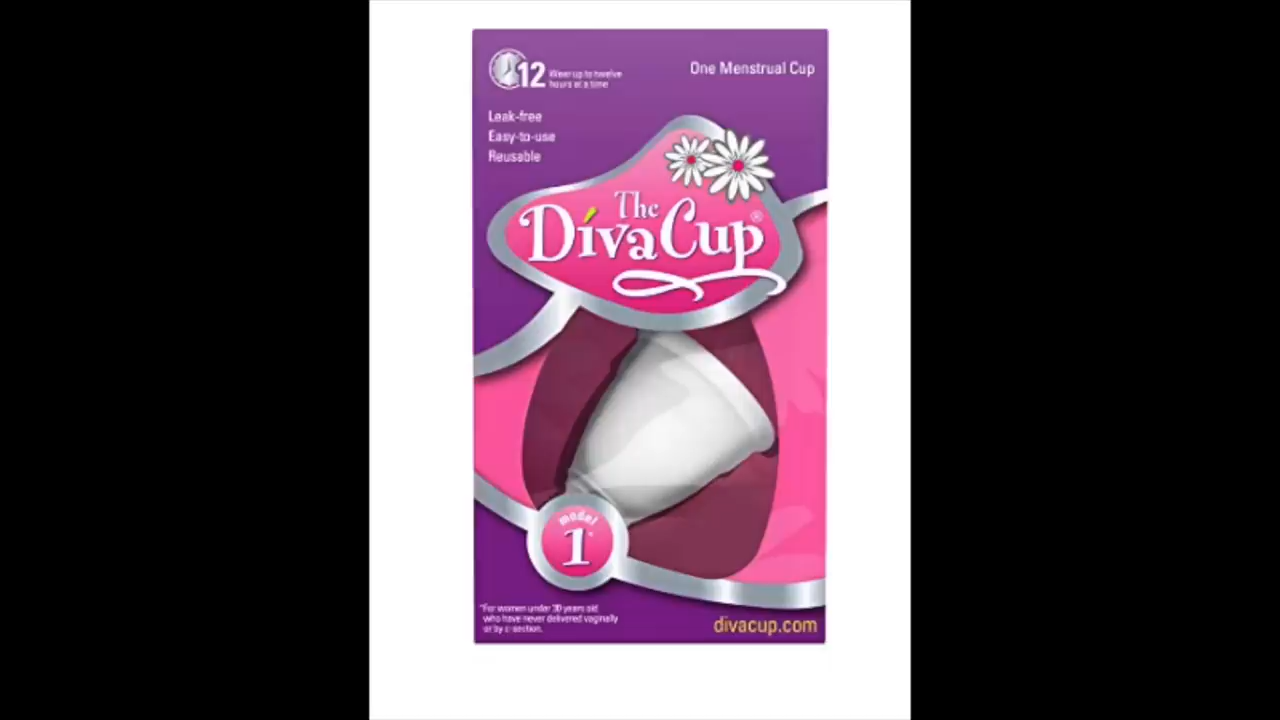 12 Wear up to twelve
hours at a time
One Menstrual Cup
Leak-free
Easy-to-use
Reusable
The
DivaCup®
model
1*
*For women under 30 years old
who have never delivered vaginally
or by c-section.
divacup.com